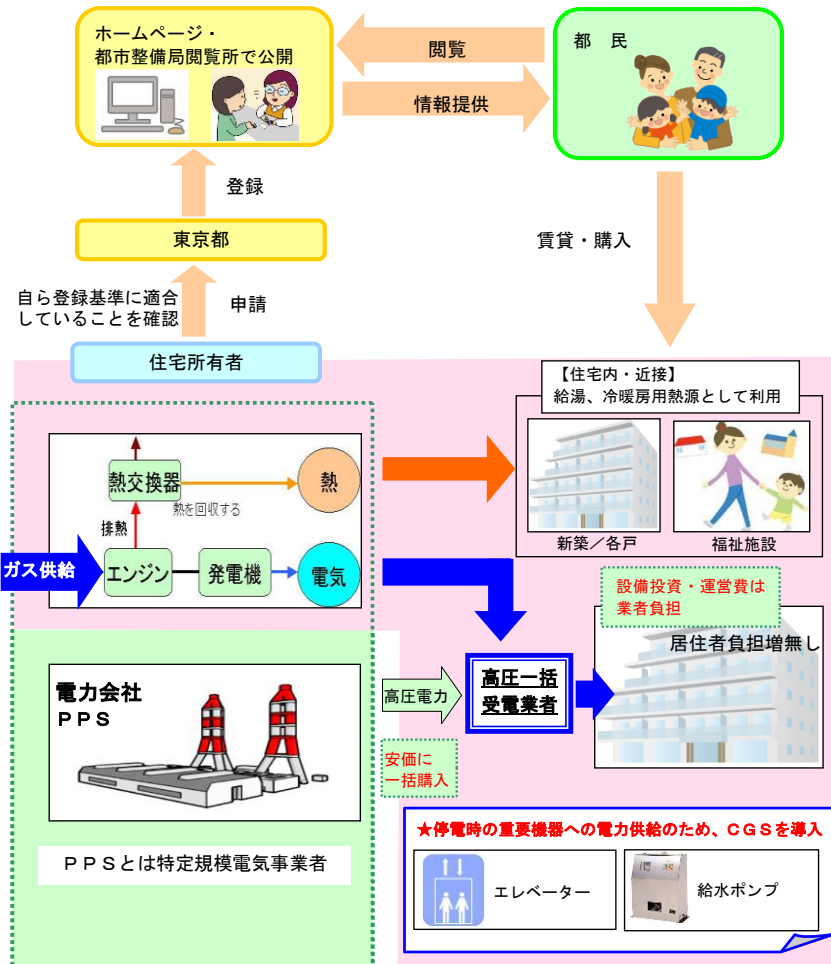 ホームページ・
都市整備局閲覧所で公開
閲覧
情報提供
都　民
登録
東京都
賃貸・購入
自ら登録基準に適合
していることを確認
申請
住宅所有者
【住宅内・近接】
給湯、冷暖房用熱源として利用
新築／各戸
福祉施設
熱交換器
熱
熱を回収する
排熱
ガス供給
エンジン
発電機
電気
設備投資・運営費は
業者負担
居住者負担増無し
電力会社
ＰＰＳ
高圧電力
高圧一括
受電業者
安価に
一括購入
ＰＰＳとは特定規模電気事業者
★停電時の重要機器への電力供給のため、ＣＧＳを導入
エレベーター
給水ポンプ